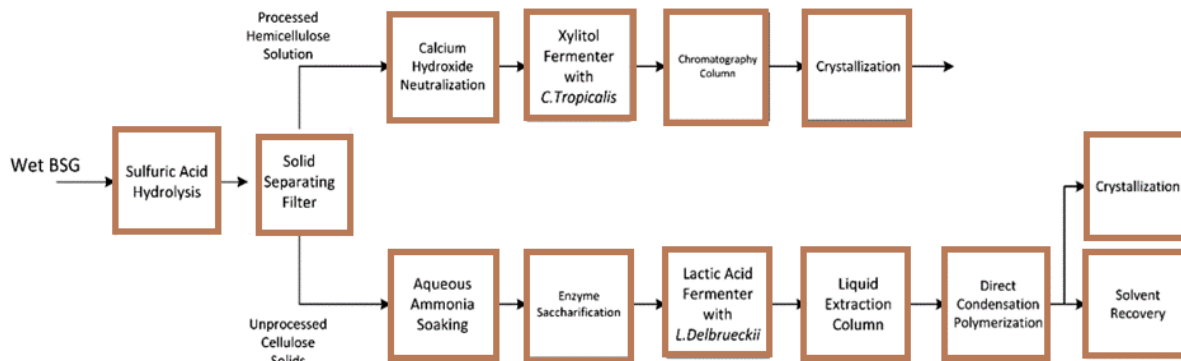 Processed
Hemicellulose
Solution
Calcium
Hydroxide
Neutralization
Xylitol
Fermenter
with
C.Tropicalis
Chromatography
Column
Crystallization
Wet BSG
Sulfuric Acid
Hydrolysis
Solid
Separating
Filter
Crystallization
Unprocessed
Cellulose
Solids
Aqueous
Ammonia
Soaking
Enzyme
Saccharification
Lactic Acid
Fermenter
with
L.Delbrueckii
Liquid
Extraction
Column
Direct
Condensation
Polymerization
Solvent
Recovery